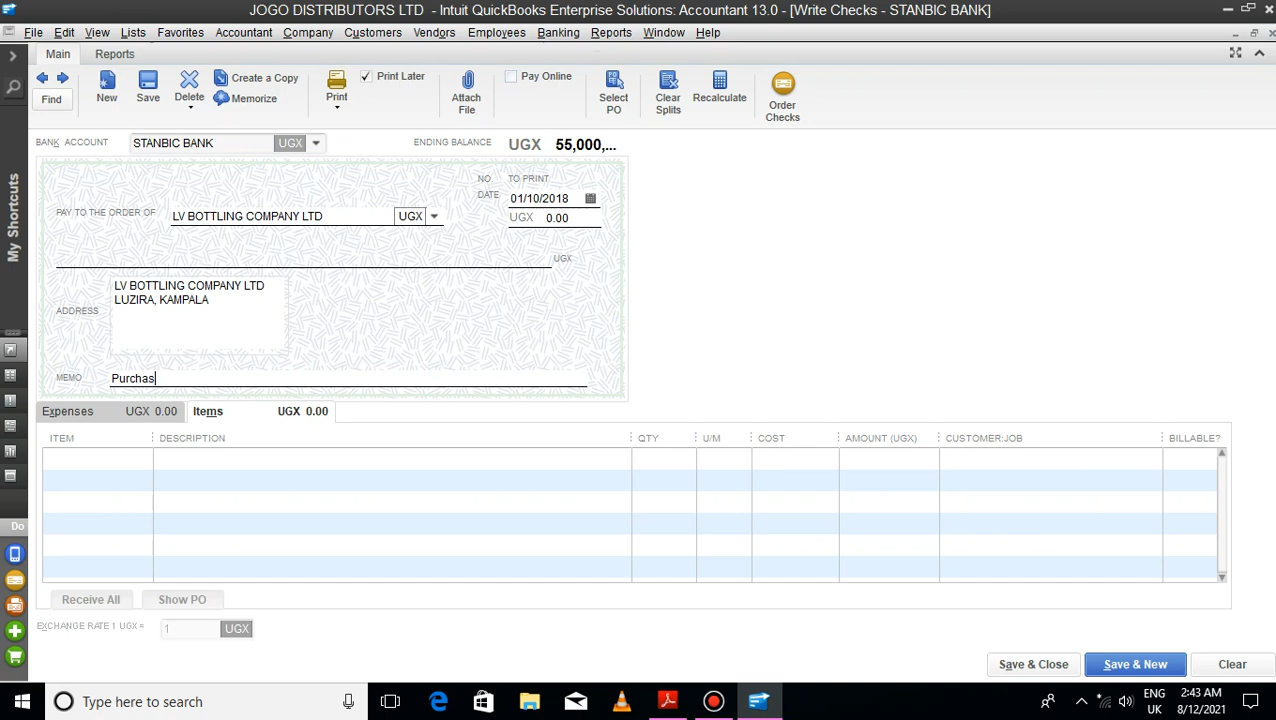 JOGO DISTRIBUTORS LTD - Intuit QuickBooks Enterprise Solutions: Accountant 13.0 - [Write Checks - STANBIC BANK]
File Edit View Lists Favorites Accountant Company Customers Vendors Employees Banking Reports Window Help
Main Reports
Find
New
Save
Delete
Create a Copy
Memorize
Print
Print Later
Attach File
Pay Online
Select PO
Clear Splits
Recalculate
Order Checks
My Shortcuts
Do
BANK ACCOUNT STANBIC BANK UGX ENDING BALANCE UGX 55,000,...
NO. TO PRINT
DATE 01/10/2018
PAY TO THE ORDER OF LV BOTTLING COMPANY LTD UGX UGX 0.00
UGX
ADDRESS
LV BOTTLING COMPANY LTD
LUZIRA, KAMPALA
MEMO Purchas
Expenses UGX 0.00 Items UGX 0.00
ITEM DESCRIPTION QTY U/M COST AMOUNT (UGX) CUSTOMER:JOB BILLABLE?
Receive All Show PO
EXCHANGE RATE 1 UGX = 1 UGX
Save & Close Save & New Clear
Type here to search
ENG UK
2:43 AM
8/12/2021